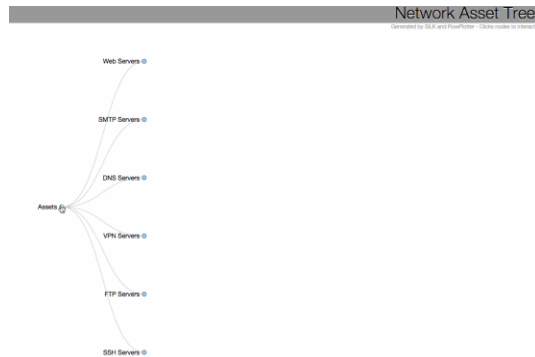 Network Asset Tree
Generated by SiLK and FlowPlotter - Clicks nodes to interact
Web Servers
SMTP Servers
DNS Servers
Assets
VPN Servers
FTP Servers
SSH Servers